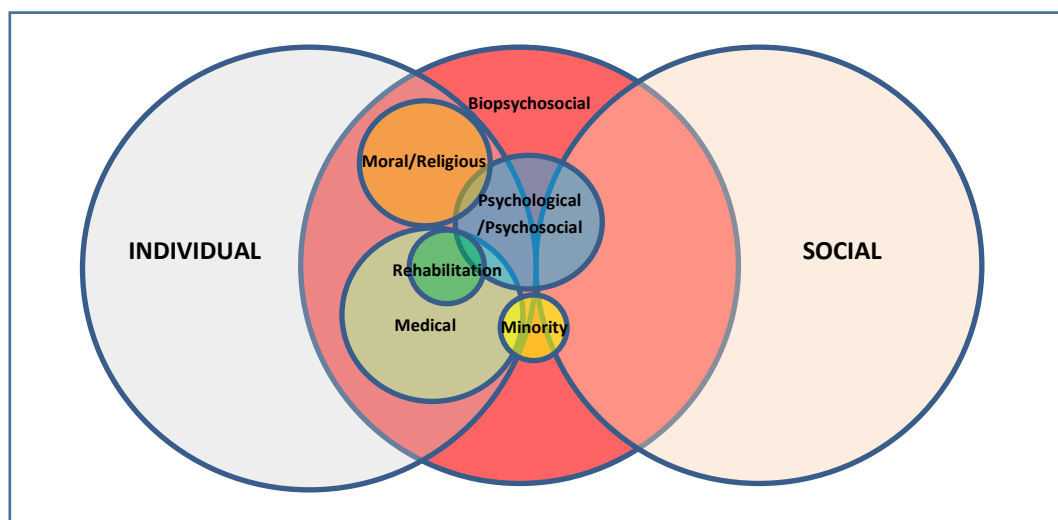 Biopsychosocial
Moral/Religious
Psychological
/Psychosocial
INDIVIDUAL
SOCIAL
Rehabilitation
Medical
Minority